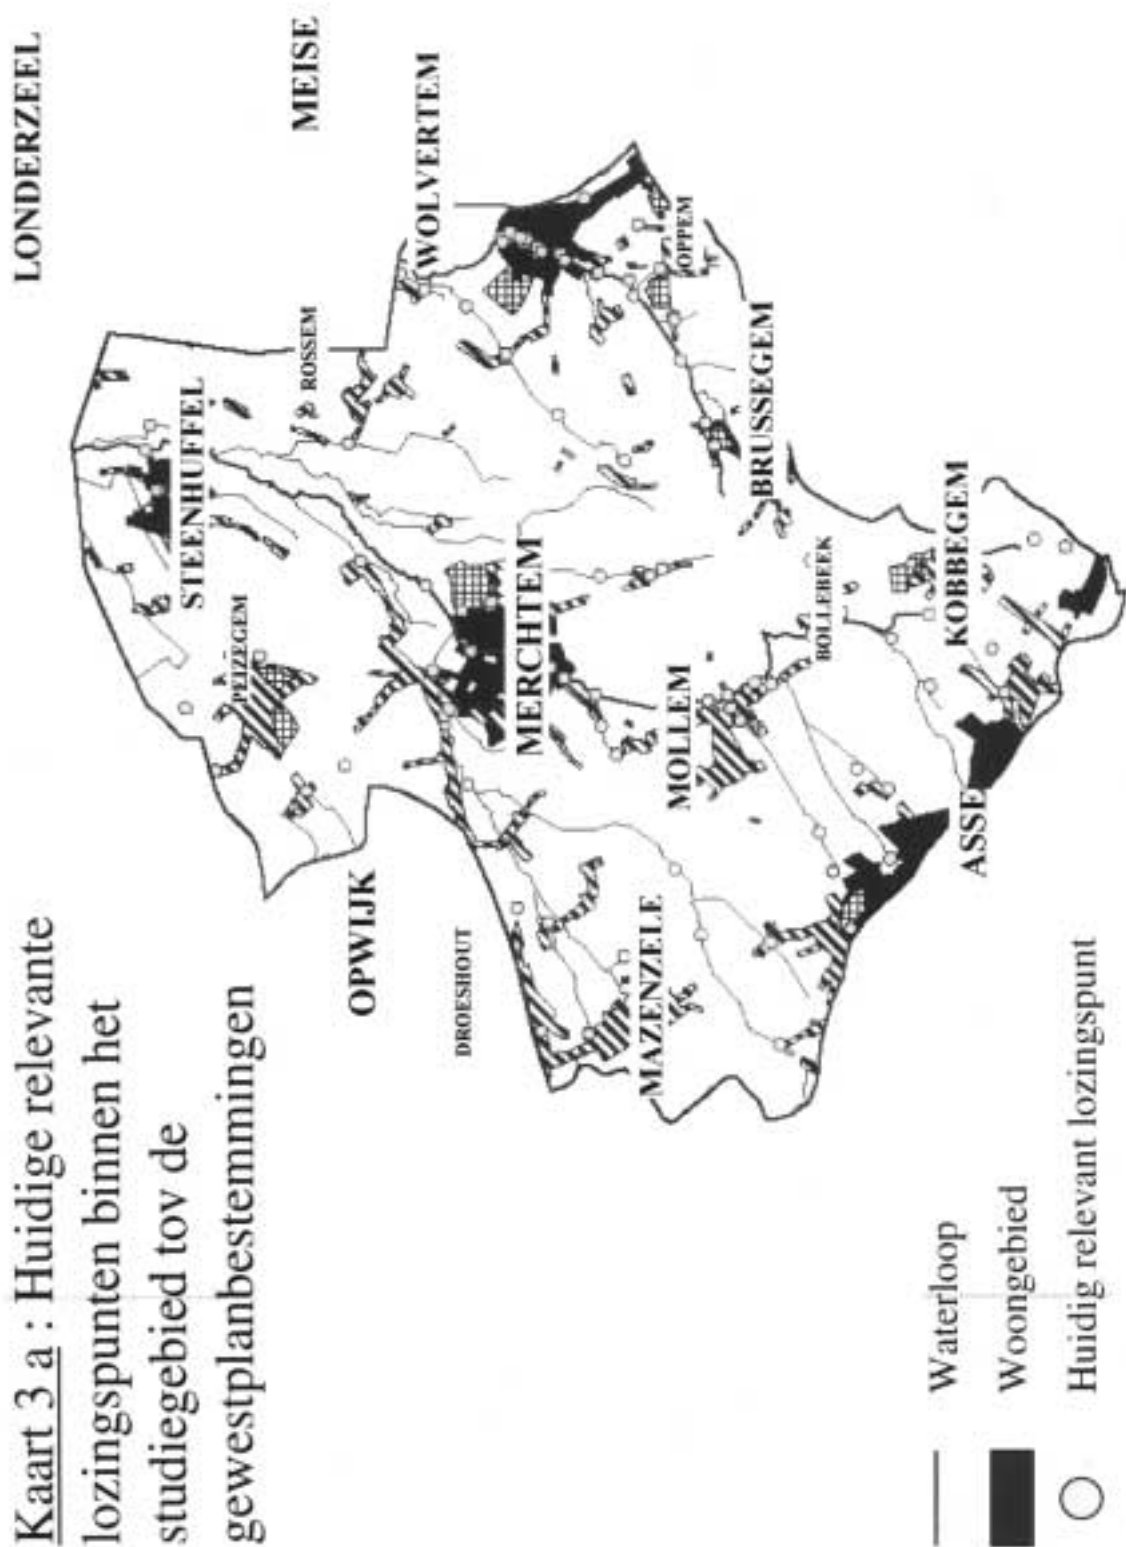 Kaart 3 a : Huidige relevante
lozingspunten binnen het
studiegebied tov de
gewestplanbestemmingen
LONDERZEEL
MEISE
STEENHUFFEL
ROSSEM
WOLVERTEM
PEIZEGEM
OPPEM
OPWIJK
MERCHTEM
BRUSSEGEM
DROESHOUT
MOLLEM
BOLLEBEEK
MAZENZELE
KOBBEGEM
ASSE
Waterloop
Woongebied
Huidig relevant lozingspunt